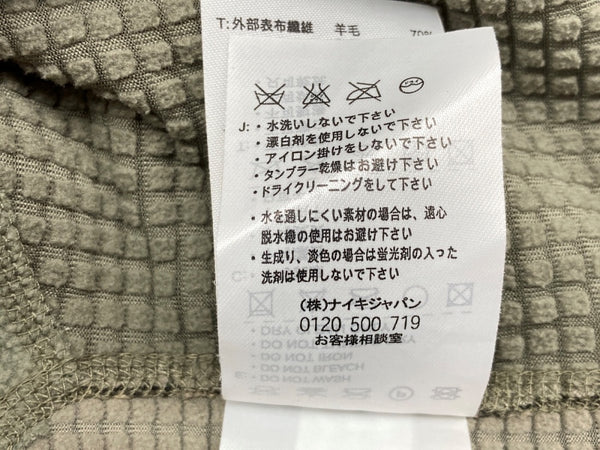 T:外部表布繊維 羊毛 70%
J:・水洗いしないで下さい
・漂白剤を使用しないで下さい
・アイロン掛けをしないで下さい
・タンブラー乾燥はお避け下さい
・ドライクリーニングをして下さい
・水を通しにくい素材の場合は、遠心
脱水機の使用はお避け下さい
・生成り、淡色の場合は蛍光剤の入った
洗剤は使用しないで下さい
(株)ナイキジャパン
0120 500 719
お客様相談室